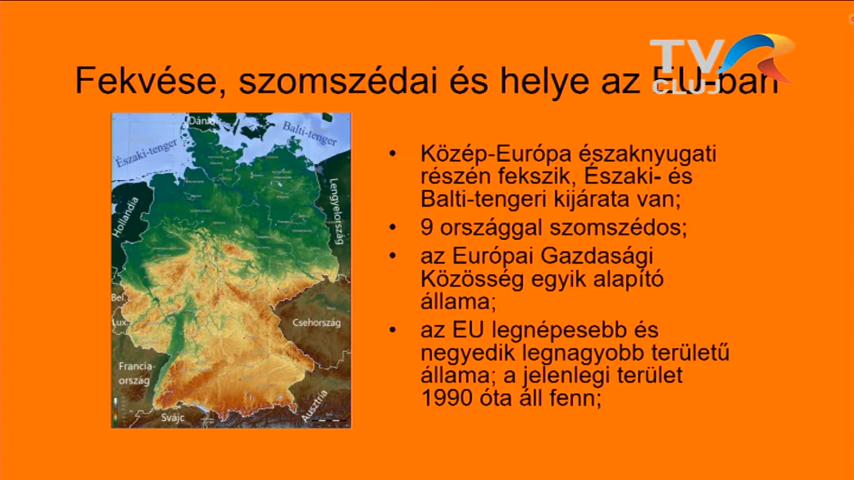 TVR
CLUJ
Fekvése, szomszédai és helye az EU-ban
Dánia
Balti-tenger
Északi-tenger
Hollandia
Lengyelország
Bel.
Lux.
Csehország
Francia-
ország
Ausztria
Svájc
• Közép-Európa északnyugati
részén fekszik, Északi- és
Balti-tengeri kijárata van;
• 9 országgal szomszédos;
• az Európai Gazdasági
Közösség egyik alapító
állama;
• az EU legnépesebb és
negyedik legnagyobb területű
állama; a jelenlegi terület
1990 óta áll fenn;